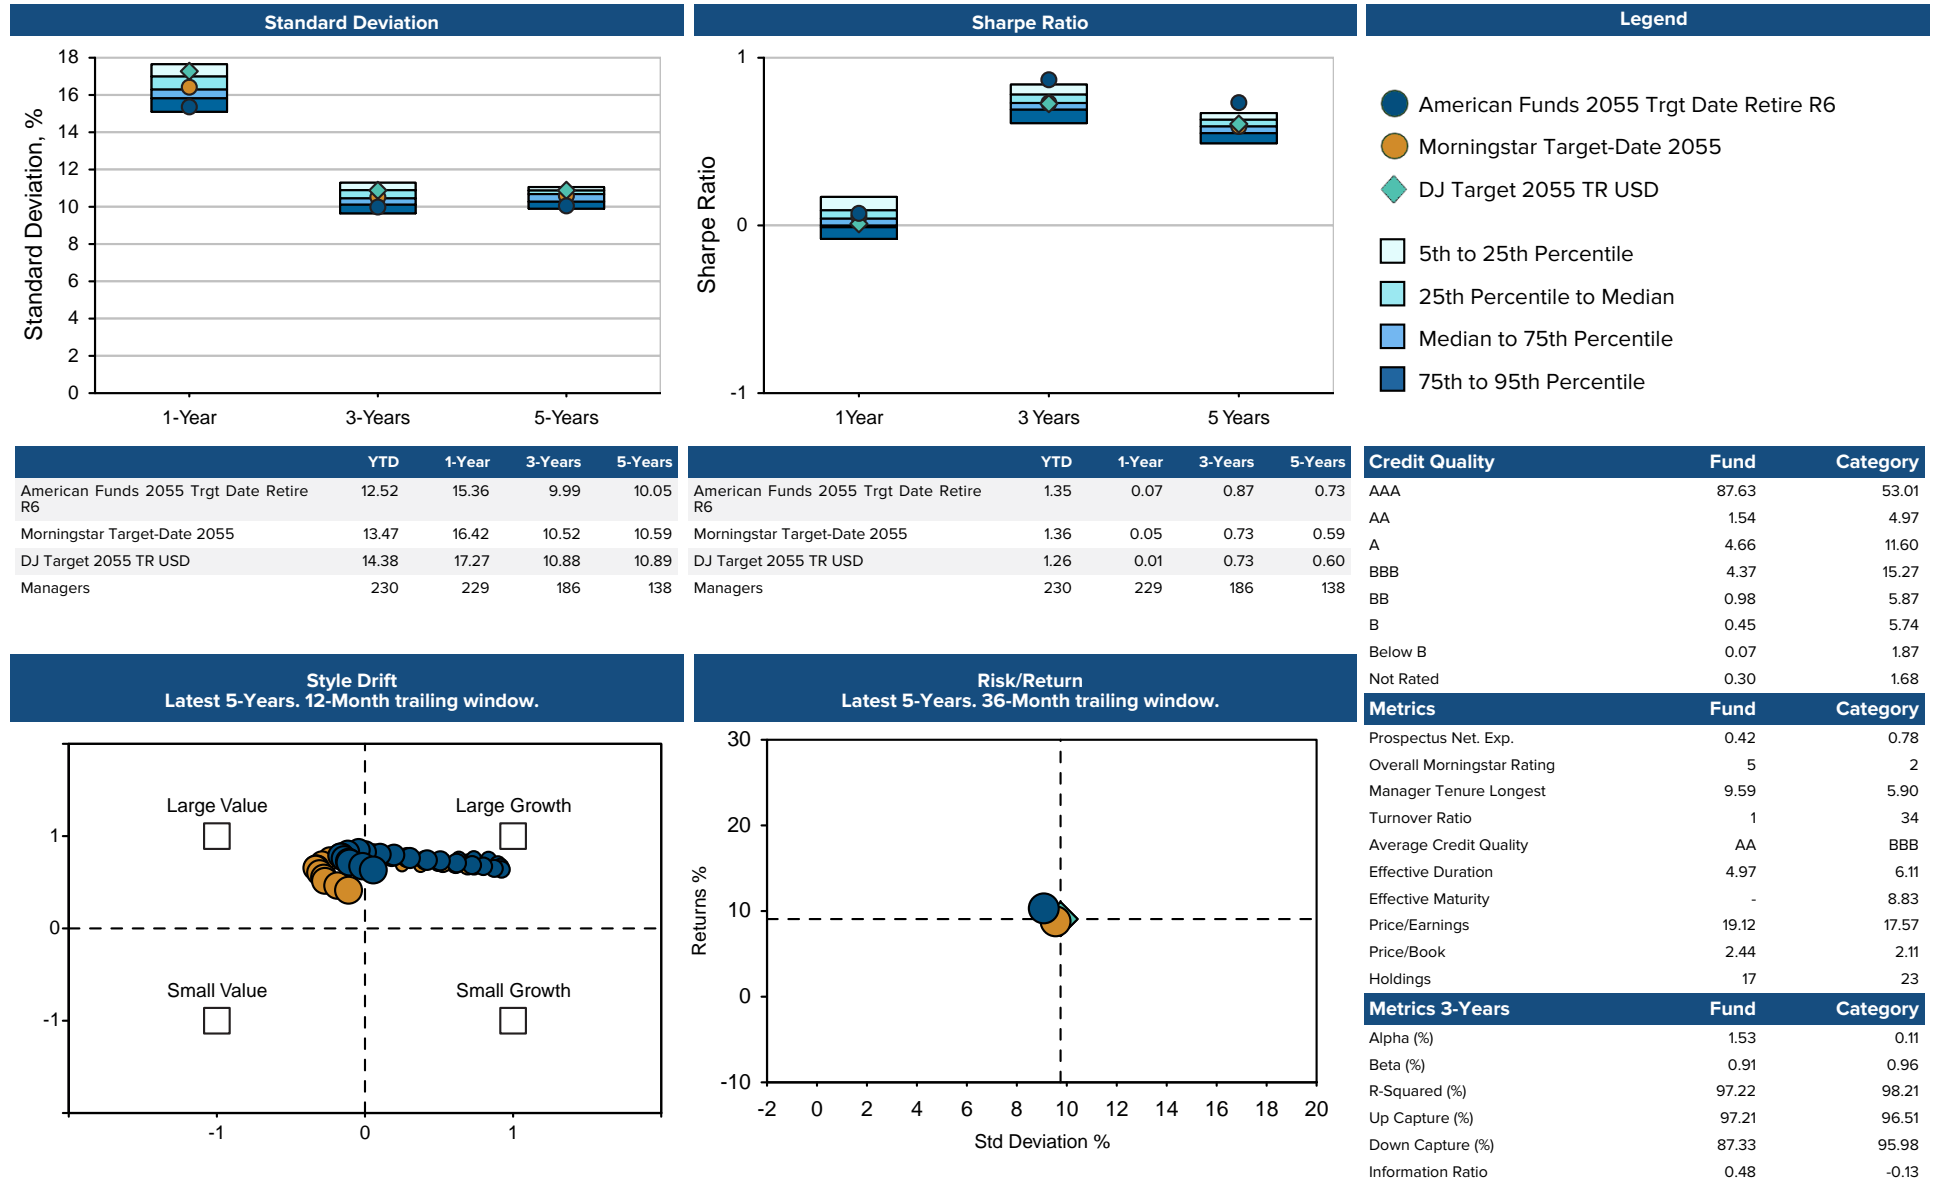 Standard Deviation
18
16
14
12
10
8
6
4
2
0
Standard Deviation, %
1-Year 3-Years 5-Years
Sharpe Ratio
1
0
-1
Sharpe Ratio
1Year 3 Years 5 Years
Legend
American Funds 2055 Trgt Date Retire R6
Morningstar Target-Date 2055
DJ Target 2055 TR USD
5th to 25th Percentile
25th Percentile to Median
Median to 75th Percentile
75th to 95th Percentile
YTD 1-Year 3-Years 5-Years
American Funds 2055 Trgt Date Retire 12.52 15.36 9.99 10.05
R6
Morningstar Target-Date 2055 13.47 16.42 10.52 10.59
DJ Target 2055 TR USD 14.38 17.27 10.88 10.89
Managers 230 229 186 138
YTD 1-Year 3-Years 5-Years
American Funds 2055 Trgt Date Retire 1.35 0.07 0.87 0.73
R6
Morningstar Target-Date 2055 1.36 0.05 0.73 0.59
DJ Target 2055 TR USD 1.26 0.01 0.73 0.60
Managers 230 229 186 138
Credit Quality Fund Category
AAA 87.63 53.01
AA 1.54 4.97
A 4.66 11.60
BBB 4.37 15.27
BB 0.98 5.87
B 0.45 5.74
Below B 0.07 1.87
Not Rated 0.30 1.68
Metrics Fund Category
Prospectus Net. Exp. 0.42 0.78
Overall Morningstar Rating 5 2
Manager Tenure Longest 9.59 5.90
Turnover Ratio 1 34
Average Credit Quality AA BBB
Effective Duration 4.97 6.11
Effective Maturity - 8.83
Price/Earnings 19.12 17.57
Price/Book 2.44 2.11
Holdings 17 23
Metrics 3-Years Fund Category
Alpha (%) 1.53 0.11
Beta (%) 0.91 0.96
R-Squared (%) 97.22 98.21
Up Capture (%) 97.21 96.51
Down Capture (%) 87.33 95.98
Information Ratio 0.48 -0.13
Style Drift
Latest 5-Years. 12-Month trailing window.
Large Value Large Growth
1
0
Small Value Small Growth
-1
-1 0 1
Risk/Return
Latest 5-Years. 36-Month trailing window.
30
20
10
0
-10
Returns %
-2 0 2 4 6 8 10 12 14 16 18 20
Std Deviation %